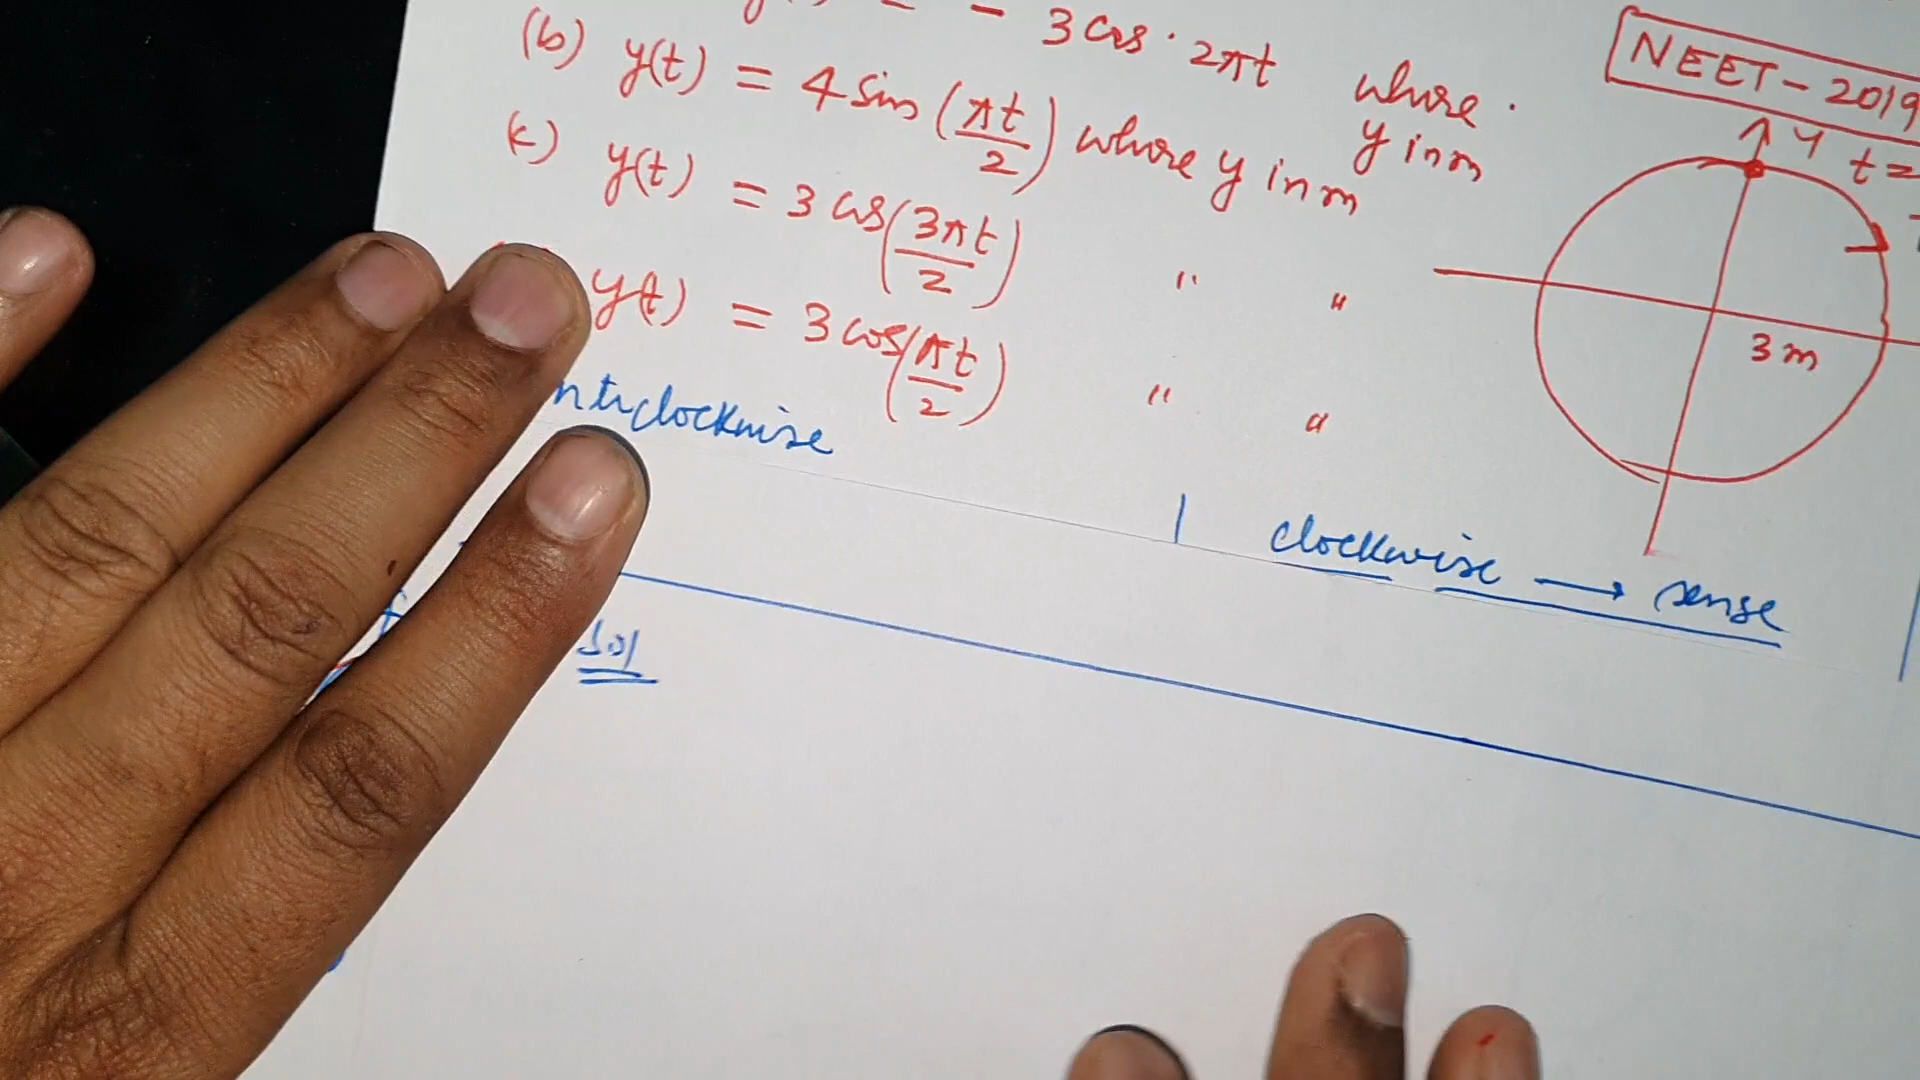 = - 3 cos · 2πt where
y in m
(b) y(t) = 4 sin (πt/2) where y in m
(c) y(t) = 3 cos (3πt/2) " "
y(t) = 3 cos (πt/2) " "
NEET - 2019
Y t =
3 m
nticlockwise
clockwise → sense
Sol